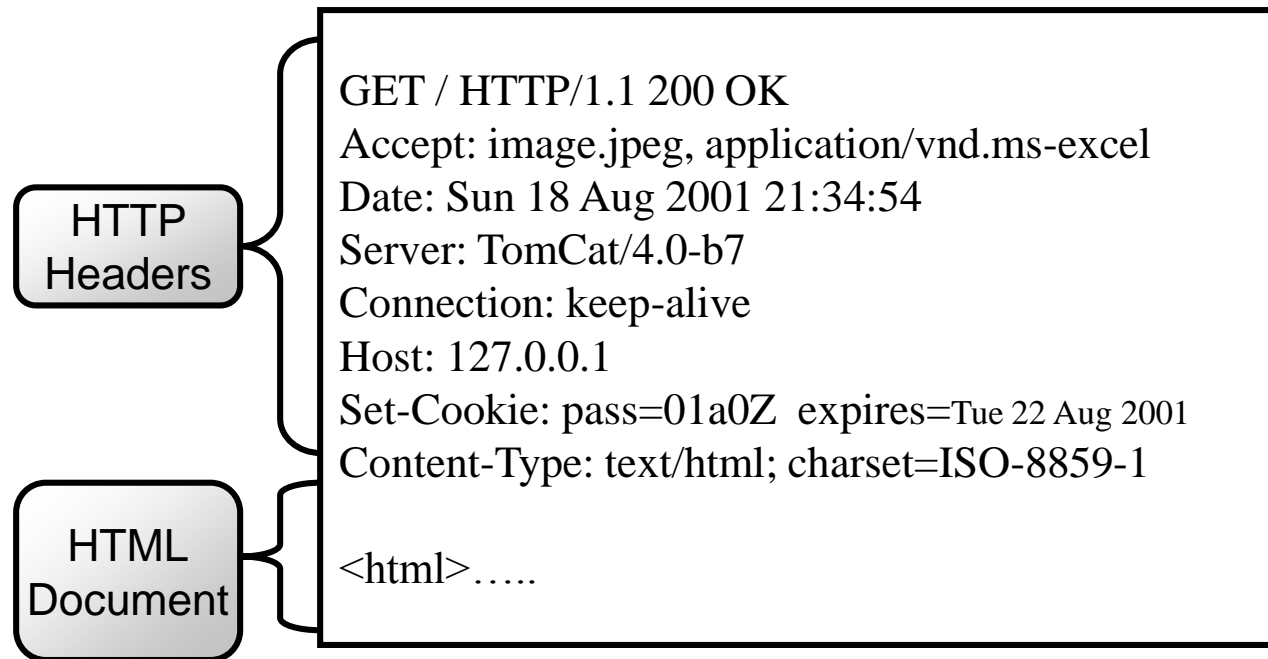 GET / HTTP/1.1 200 OK
Accept: image.jpeg, application/vnd.ms-excel
Date: Sun 18 Aug 2001 21:34:54
HTTP
Headers
Server: TomCat/4.0-b7
Connection: keep-alive
Host: 127.0.0.1
Set-Cookie: pass=01a0Z expires=Tue 22 Aug 2001
Content-Type: text/html; charset=ISO-8859-1
HTML
Document
<html>…..